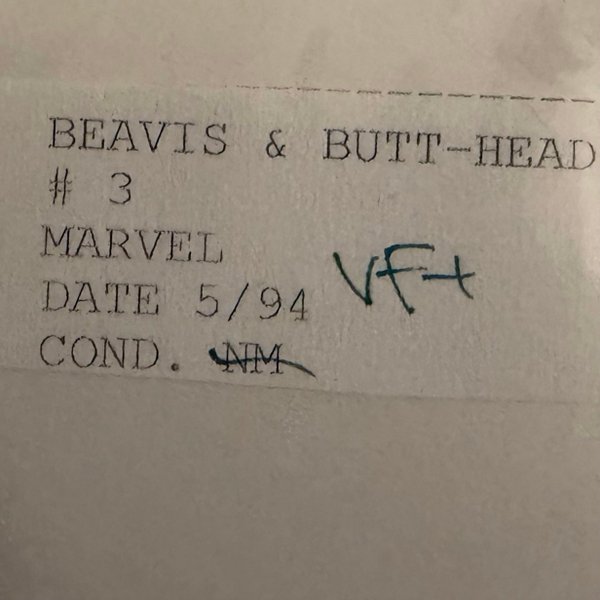 BEAVIS & BUTT-HEAD
# 3
MARVEL
DATE 5/94 VF+
COND. NM